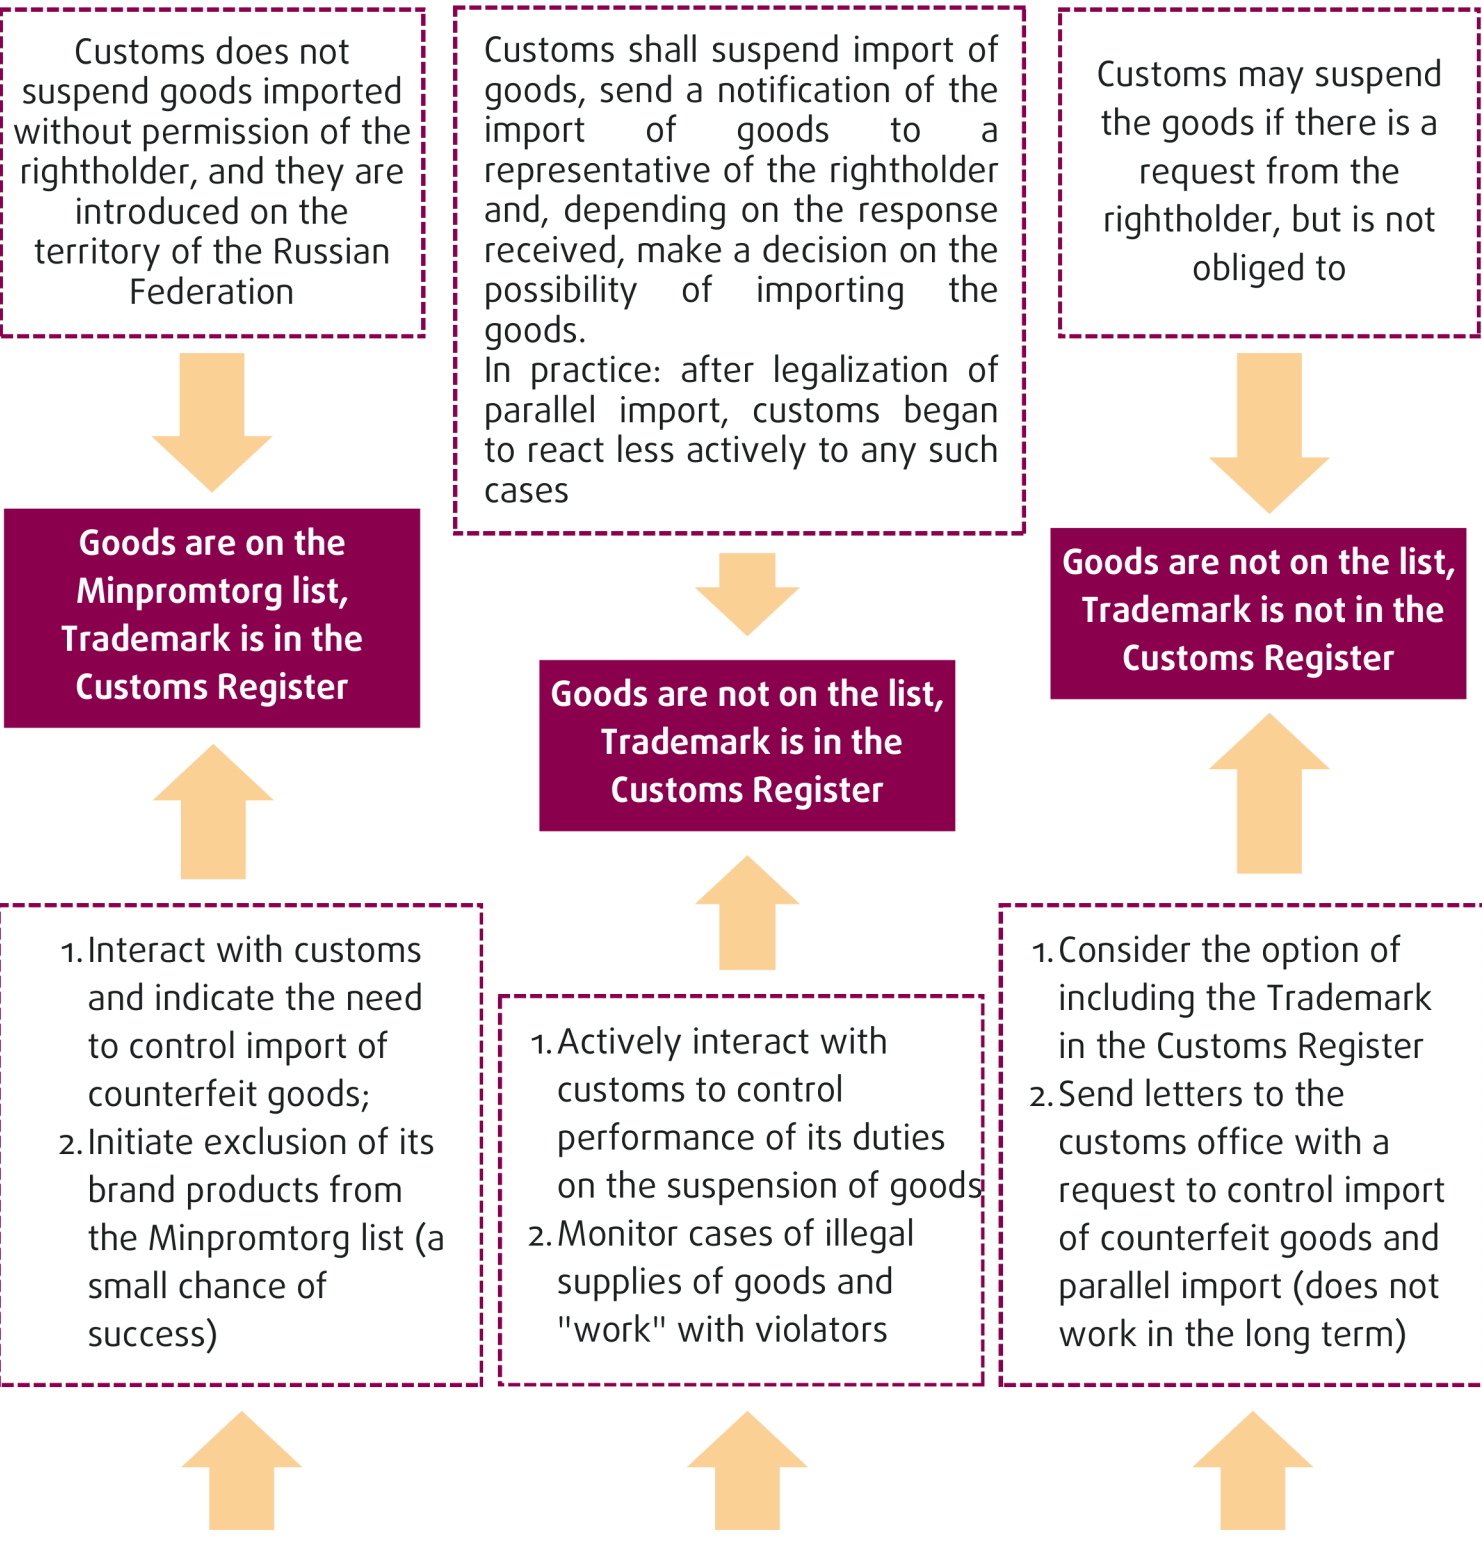 Customs does not
suspend goods imported
without permission of the
rightholder, and they are
introduced on the
territory of the Russian
Federation
Customs shall suspend import of
goods, send a notification of the
import of goods to a
representative of the rightholder
and, depending on the response
received, make a decision on the
possibility of importing the
goods.
In practice: after legalization of
parallel import, customs began
to react less actively to any such
cases
Customs may suspend
the goods if there is a
request from the
rightholder, but is not
obliged to
Goods are on the
Minpromtorg list,
Trademark is in the
Customs Register
Goods are not on the list,
Trademark is in the
Customs Register
Goods are not on the list,
Trademark is not in the
Customs Register
1. Interact with customs
and indicate the need
to control import of
counterfeit goods;
2. Initiate exclusion of its
brand products from
the Minpromtorg list (a
small chance of
success)
1. Actively interact with
customs to control
performance of its duties
on the suspension of goods
2. Monitor cases of illegal
supplies of goods and
"work" with violators
1. Consider the option of
including the Trademark
in the Customs Register
2. Send letters to the
customs office with a
request to control import
of counterfeit goods and
parallel import (does not
work in the long term)